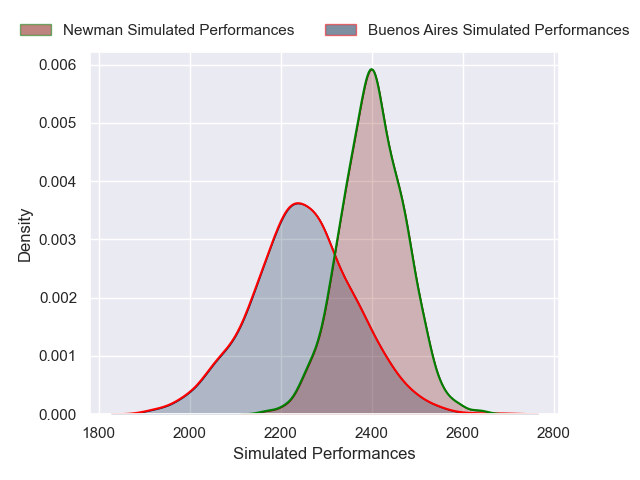 Newman Simulated Performances Buenos Aires Simulated Performances
0.006
0.005
0.004
0.003
0.002
0.001
0.000
Density
1800 2000 2200 2400 2600 2800
Simulated Performances